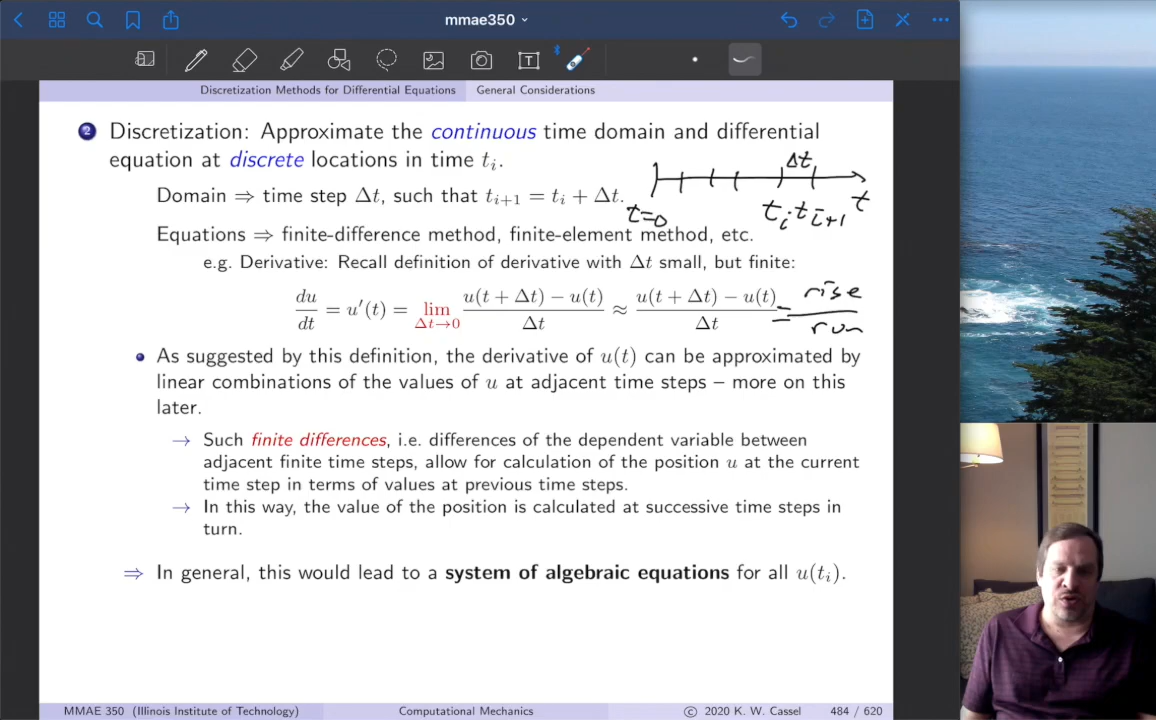 mmae350
T
Discretization Methods for Differential Equations General Considerations
2 Discretization: Approximate the continuous time domain and differential
equation at discrete locations in time tᵢ.
Δt
Domain ⇒ time step Δt, such that tᵢ₊₁ = tᵢ + Δt.
t=0 tᵢ tᵢ₊₁ t
Equations ⇒ finite-difference method, finite-element method, etc.
e.g. Derivative: Recall definition of derivative with Δt small, but finite:
du/dt = u′(t) = lim Δt→0 (u(t + Δt) − u(t))/Δt ≈ (u(t + Δt) − u(t))/Δt = rise/run
• As suggested by this definition, the derivative of u(t) can be approximated by
linear combinations of the values of u at adjacent time steps – more on this
later.
→ Such finite differences, i.e. differences of the dependent variable between
adjacent finite time steps, allow for calculation of the position u at the current
time step in terms of values at previous time steps.
→ In this way, the value of the position is calculated at successive time steps in
turn.
⇒ In general, this would lead to a system of algebraic equations for all u(tᵢ).
MMAE 350 (Illinois Institute of Technology) Computational Mechanics © 2020 K. W. Cassel 484 / 620